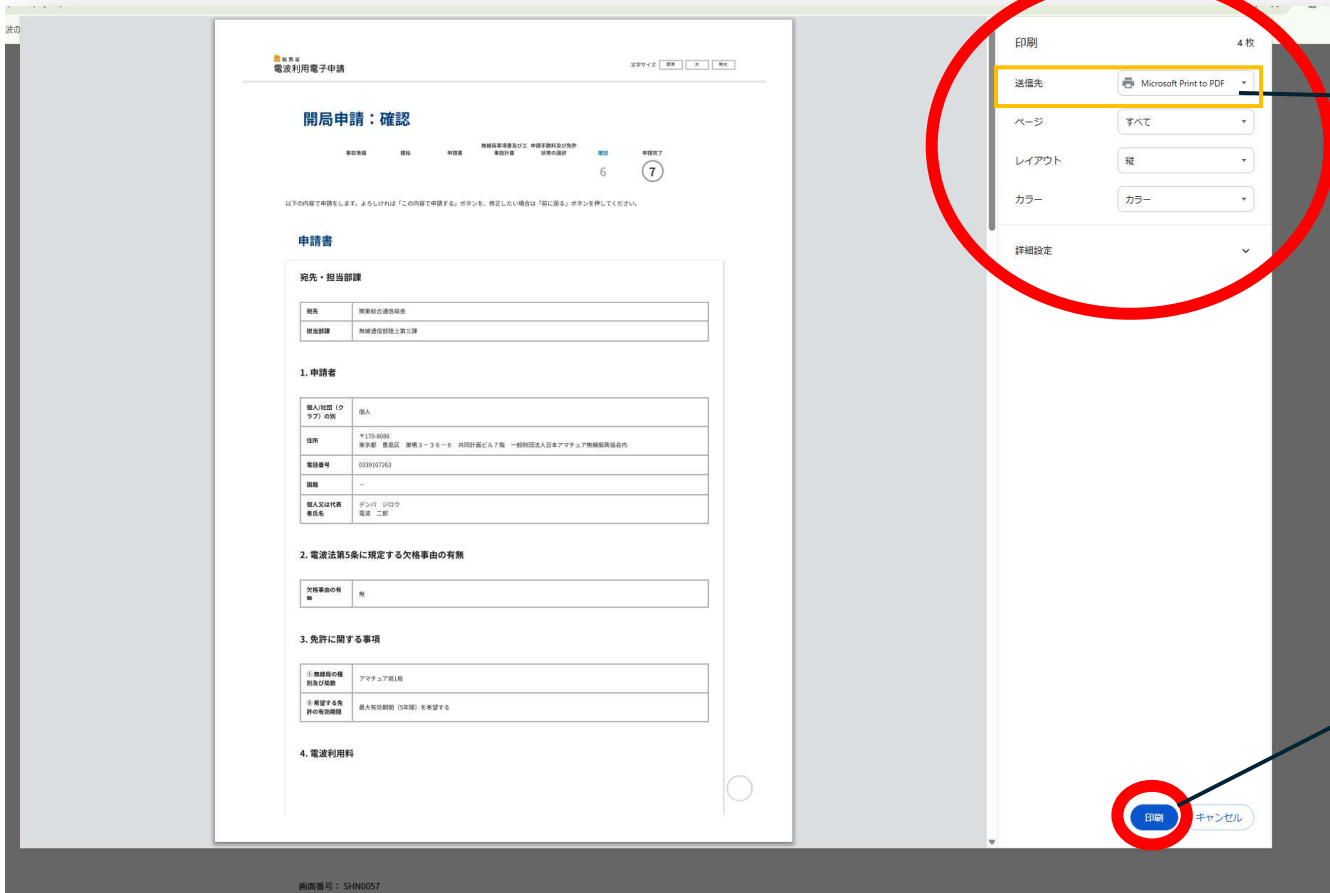 波の
総務省
電波利用電子申請
文字サイズ 標準 大 特大
開局申請：確認
事前準備 開始 申請書 無線局事項書及び工事設計書 申請手数料及び免許状等の選択 確認 申請完了
6 7
以下の内容で申請をします。よろしければ「この内容で申請する」ボタンを、修正したい場合は「前に戻る」ボタンを押してください。
申請書
宛先・担当部課
宛先 関東総合通信局長
担当部課 無線通信部陸上第三課
1. 申請者
個人/社団（クラブ）の別 個人
住所 〒170-8088
東京都 豊島区 巣鴨３－３６－６ 共同計画ビル７階 一般財団法人日本アマチュア無線振興協会内
電話番号 0339107263
国籍 －
個人又は代表者氏名 デンパ ジロウ
電波 二郎
2. 電波法第5条に規定する欠格事由の有無
欠格事由の有無 無
3. 免許に関する事項
① 無線局の種別及び局数 アマチュア局1局
⑤ 希望する免許の有効期間 最大有効期間（5年間）を希望する
4. 電波利用料
印刷 4 枚
送信先 Microsoft Print to PDF
ページ すべて
レイアウト 縦
カラー カラー
詳細設定
印刷 キャンセル
画面番号： SHN0057